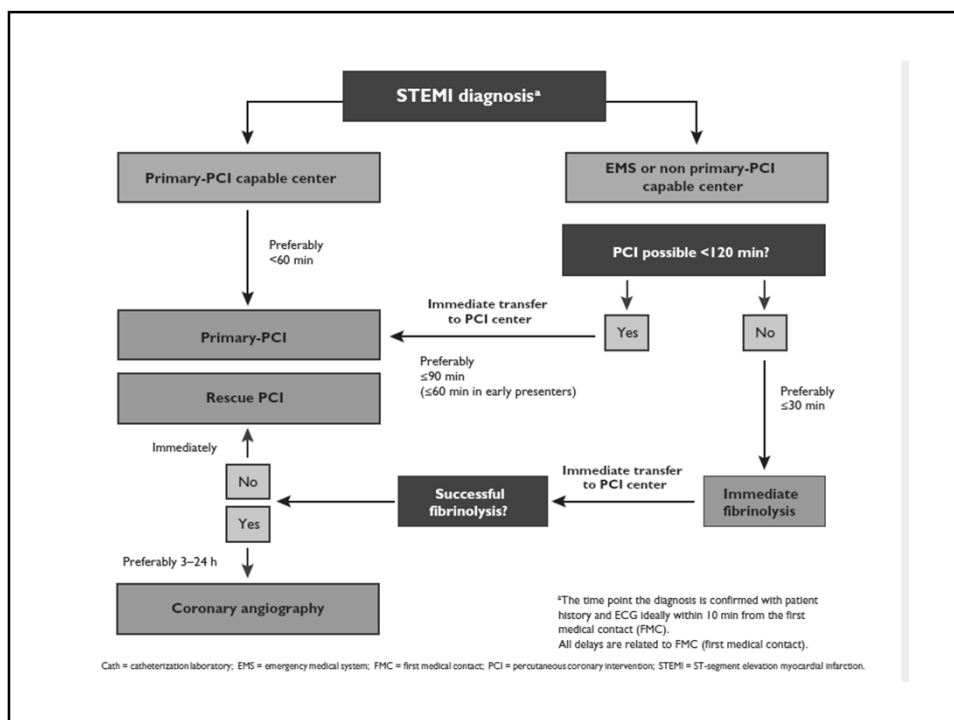 STEMI diagnosisᵃ
Primary-PCI capable center
EMS or non primary-PCI
capable center
Preferably
<60 min
PCI possible <120 min?
Immediate transfer
to PCI center
Yes
No
Primary-PCI
Preferably
≤90 min
(≤60 min in early presenters)
Preferably
≤30 min
Rescue PCI
Immediately
No
Yes
Successful
fibrinolysis?
Immediate transfer
to PCI center
Immediate
fibrinolysis
Preferably 3–24 h
Coronary angiography
ᵃThe time point the diagnosis is confirmed with patient
history and ECG ideally within 10 min from the first
medical contact (FMC).
All delays are related to FMC (first medical contact).
Cath = catheterization laboratory; EMS = emergency medical system; FMC = first medical contact; PCI = percutaneous coronary intervention; STEMI = ST-segment elevation myocardial infarction.